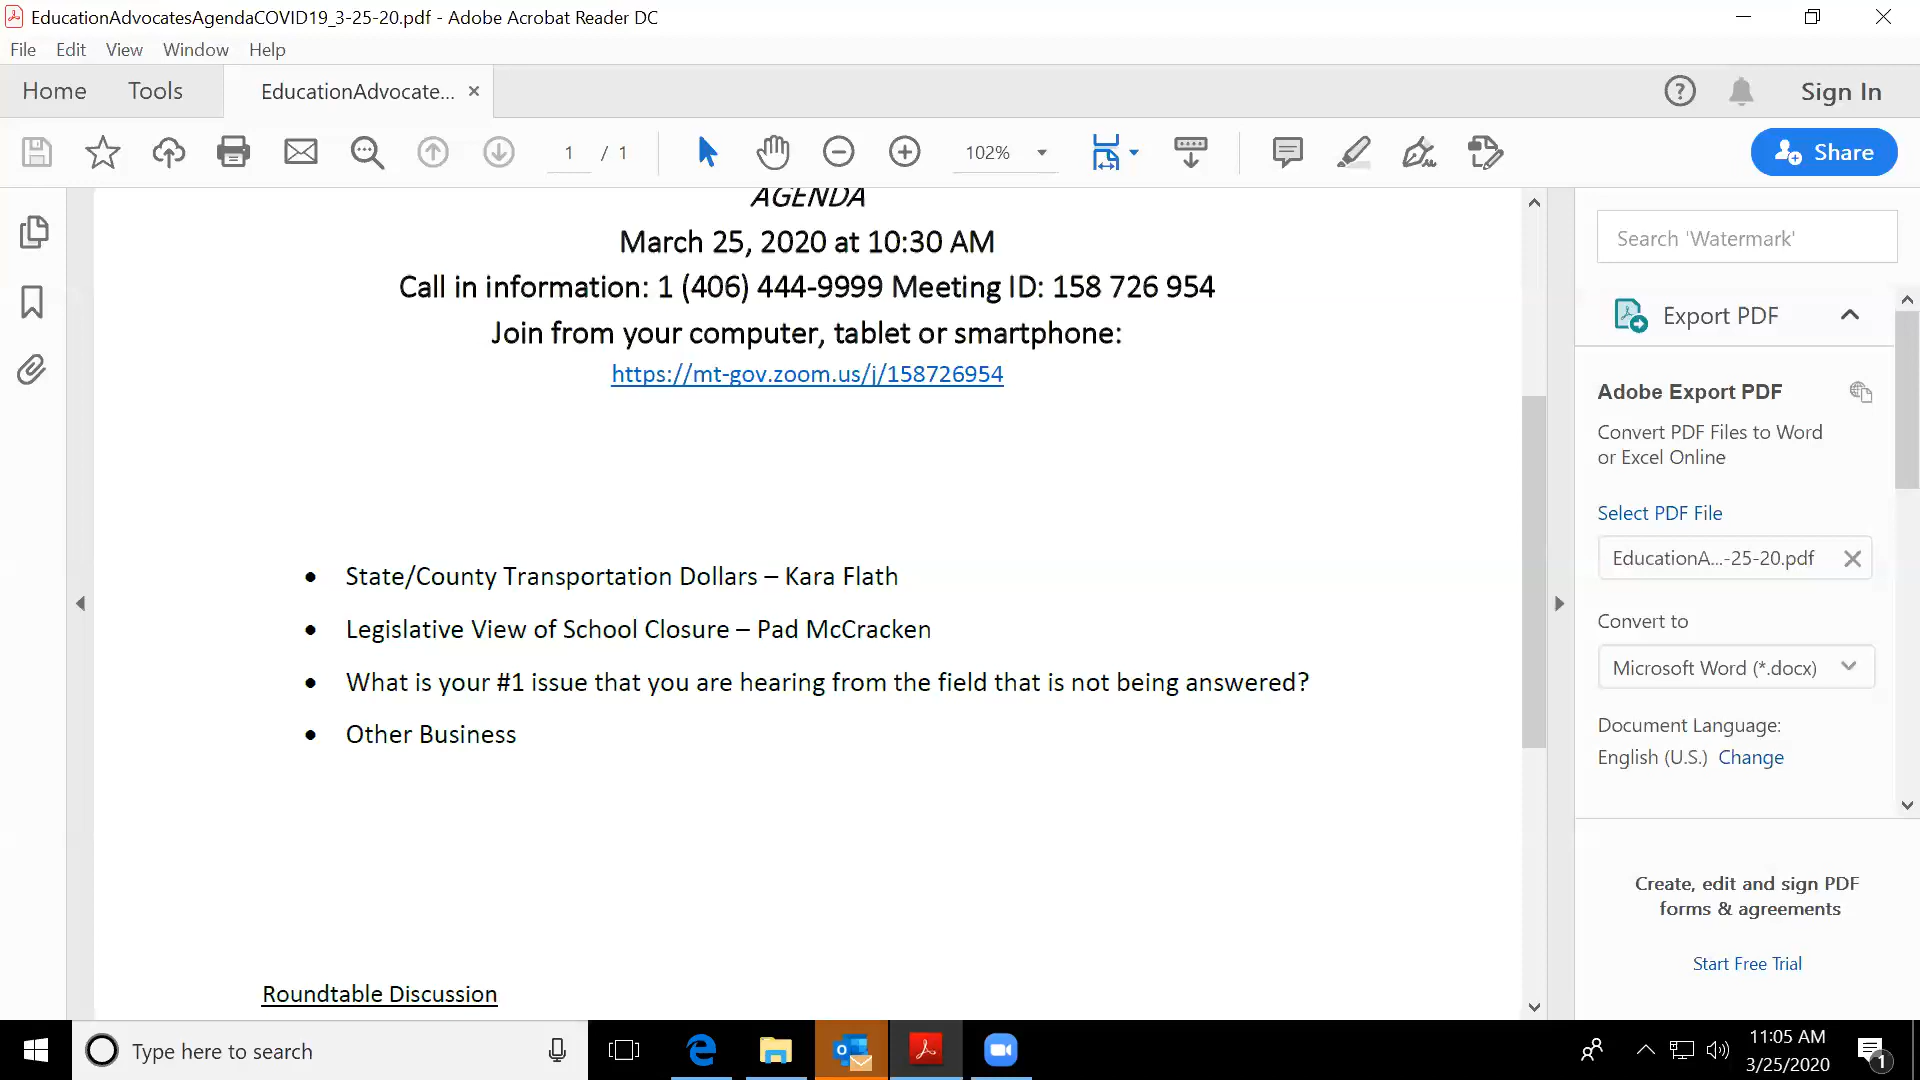 EducationAdvocatesAgendaCOVID19_3-25-20.pdf - Adobe Acrobat Reader DC
File Edit View Window Help
Home Tools EducationAdvocate... × Sign In
1 / 1 102% Share
AGENDA
March 25, 2020 at 10:30 AM
Call in information: 1 (406) 444-9999 Meeting ID: 158 726 954
Join from your computer, tablet or smartphone:
https://mt-gov.zoom.us/j/158726954
• State/County Transportation Dollars – Kara Flath
• Legislative View of School Closure – Pad McCracken
• What is your #1 issue that you are hearing from the field that is not being answered?
• Other Business
Roundtable Discussion
Search 'Watermark'
Export PDF
Adobe Export PDF
Convert PDF Files to Word
or Excel Online
Select PDF File
EducationA...-25-20.pdf
Convert to
Microsoft Word (*.docx)
Document Language:
English (U.S.) Change
Create, edit and sign PDF
forms & agreements
Start Free Trial
Type here to search
11:05 AM
3/25/2020
1